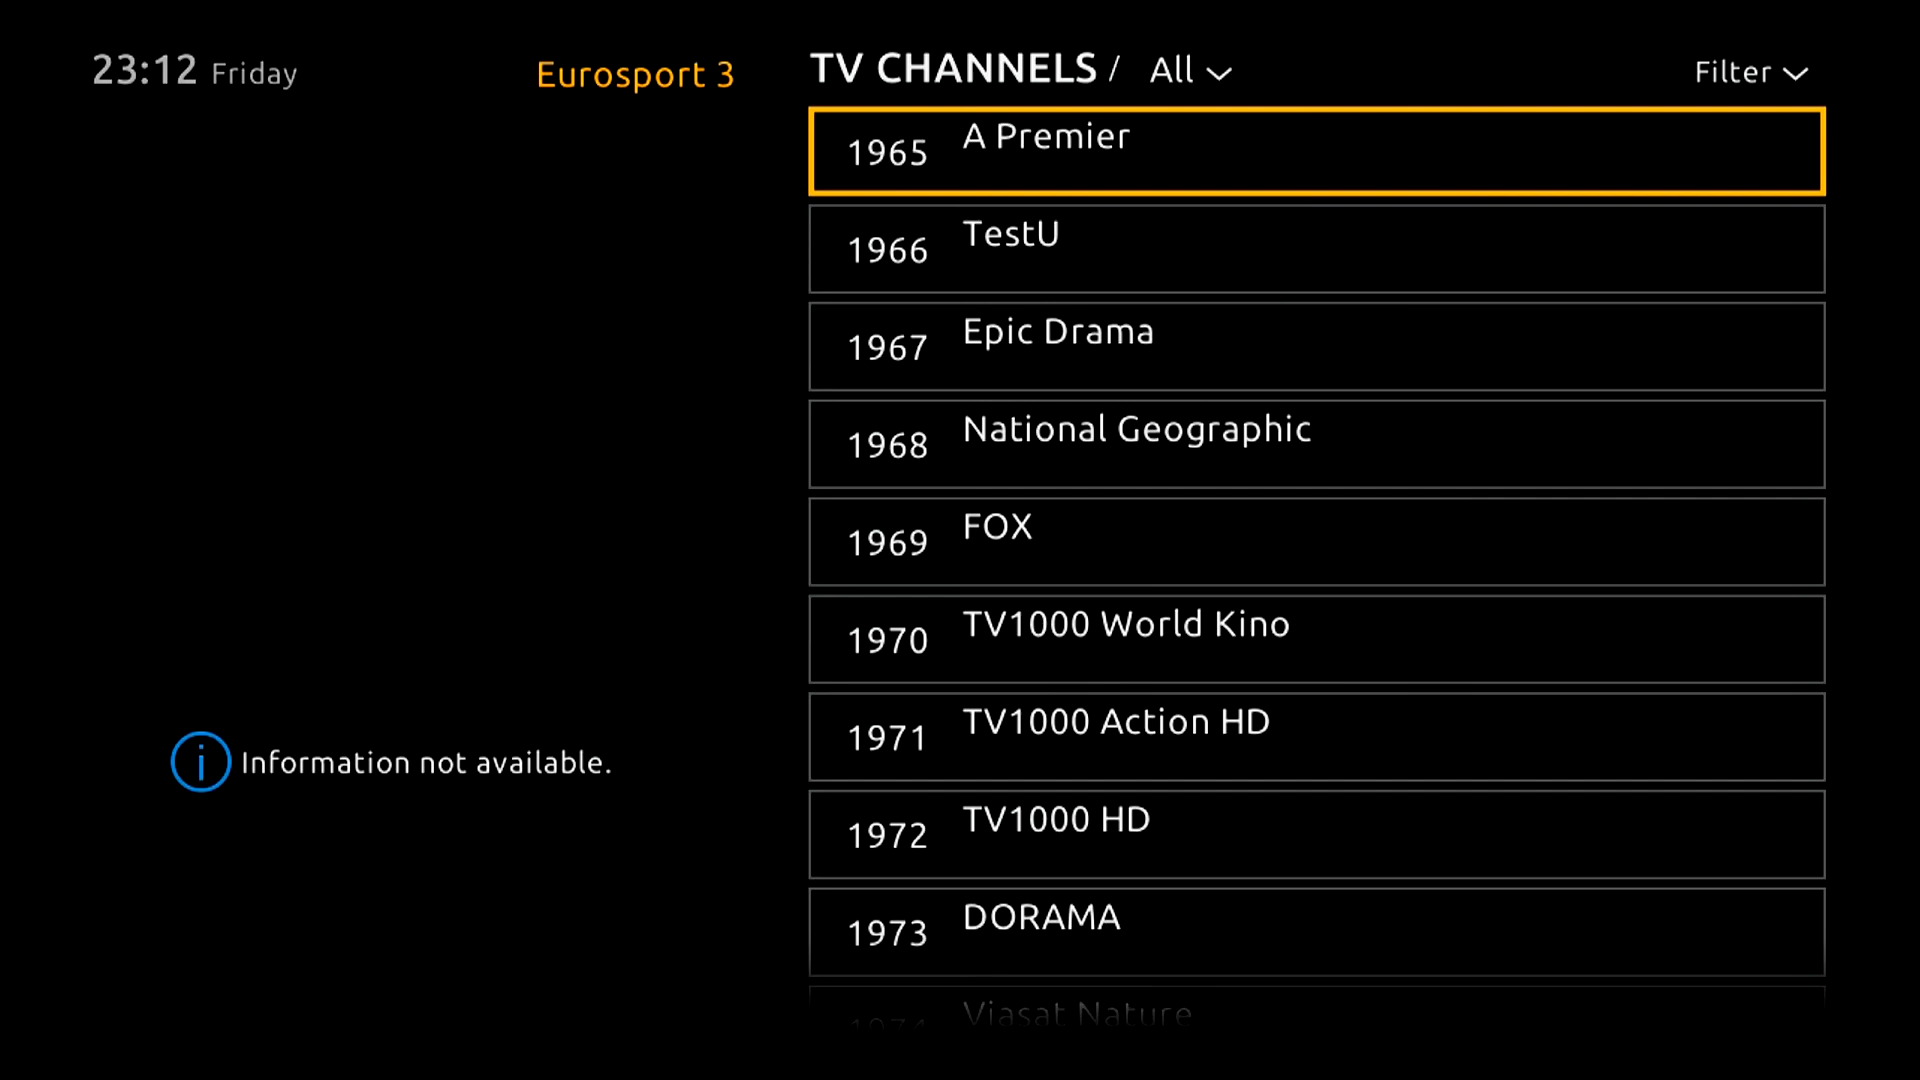 23:12 Friday
Eurosport 3
TV CHANNELS / All
Filter
1965 A Premier
1966 TestU
1967 Epic Drama
1968 National Geographic
1969 FOX
1970 TV1000 World Kino
1971 TV1000 Action HD
1972 TV1000 HD
1973 DORAMA
1974 Viasat Nature
i Information not available.